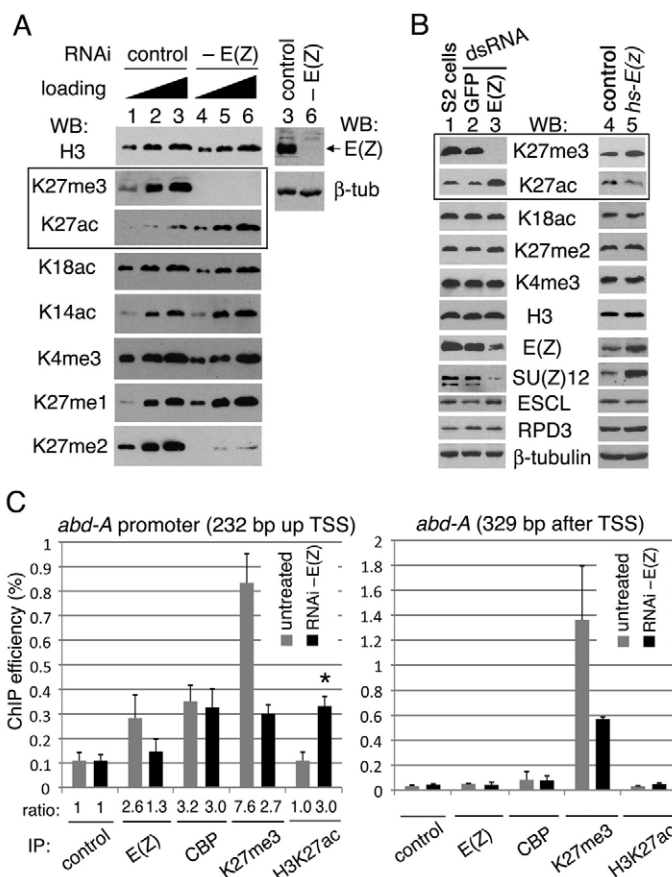 A
RNAi control – E(Z)
loading
WB: 1 2 3 4 5 6
H3
K27me3
K27ac
K18ac
K14ac
K4me3
K27me1
K27me2
control – E(Z)
3 6 WB:
E(Z)
β-tub
B
dsRNA
S2 cells GFP E(Z)
1 2 3 WB: 4 5
control hs-E(z)
K27me3
K27ac
K18ac
K27me2
K4me3
H3
E(Z)
SU(Z)12
ESCL
RPD3
β-tubulin
C
abd-A promoter (232 bp up TSS)
ChIP efficiency (%)
1
0.9
0.8
0.7
0.6
0.5
0.4
0.3
0.2
0.1
0
untreated
RNAi –E(Z)
*
ratio: 1 1 2.6 1.3 3.2 3.0 7.6 2.7 1.0 3.0
IP: control E(Z) CBP K27me3 H3K27ac
abd-A (329 bp after TSS)
2
1.8
1.6
1.4
1.2
1
0.8
0.6
0.4
0.2
0
untreated
RNAi –E(Z)
control E(Z) CBP K27me3 H3K27ac